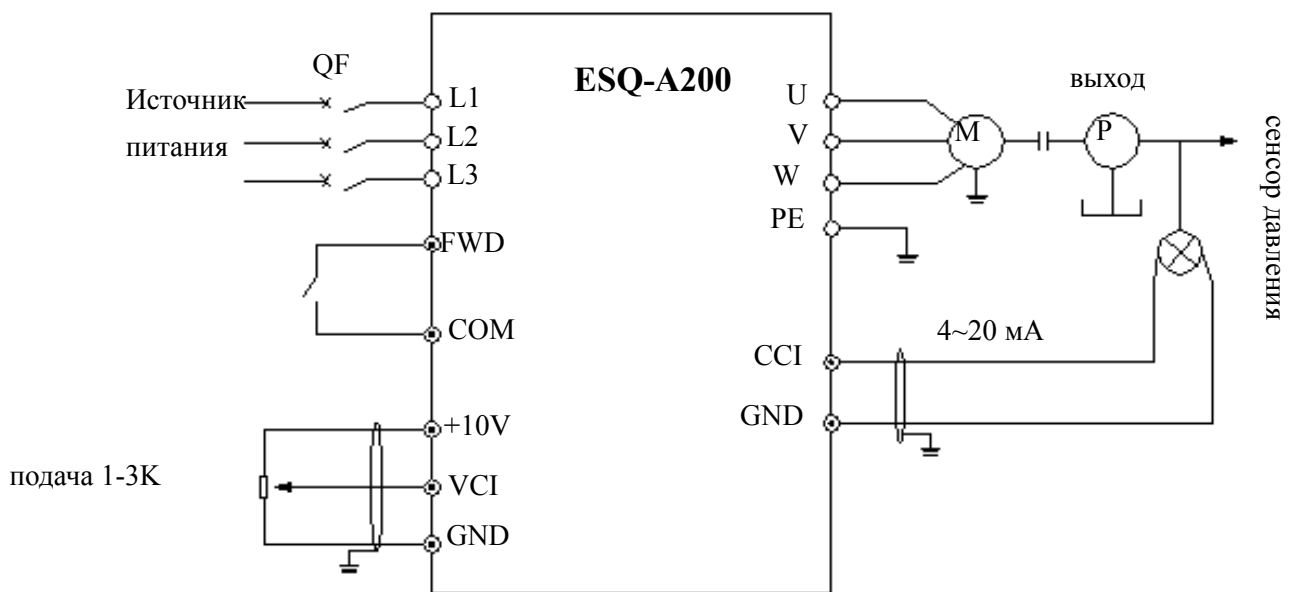 QF
ESQ-A200
выход
Источник
питания
L1
L2
L3
U
V
W
PE
M
P
сенсор давления
FWD
COM
4~20 мА
CCI
GND
+10V
подача 1-3K
VCI
GND